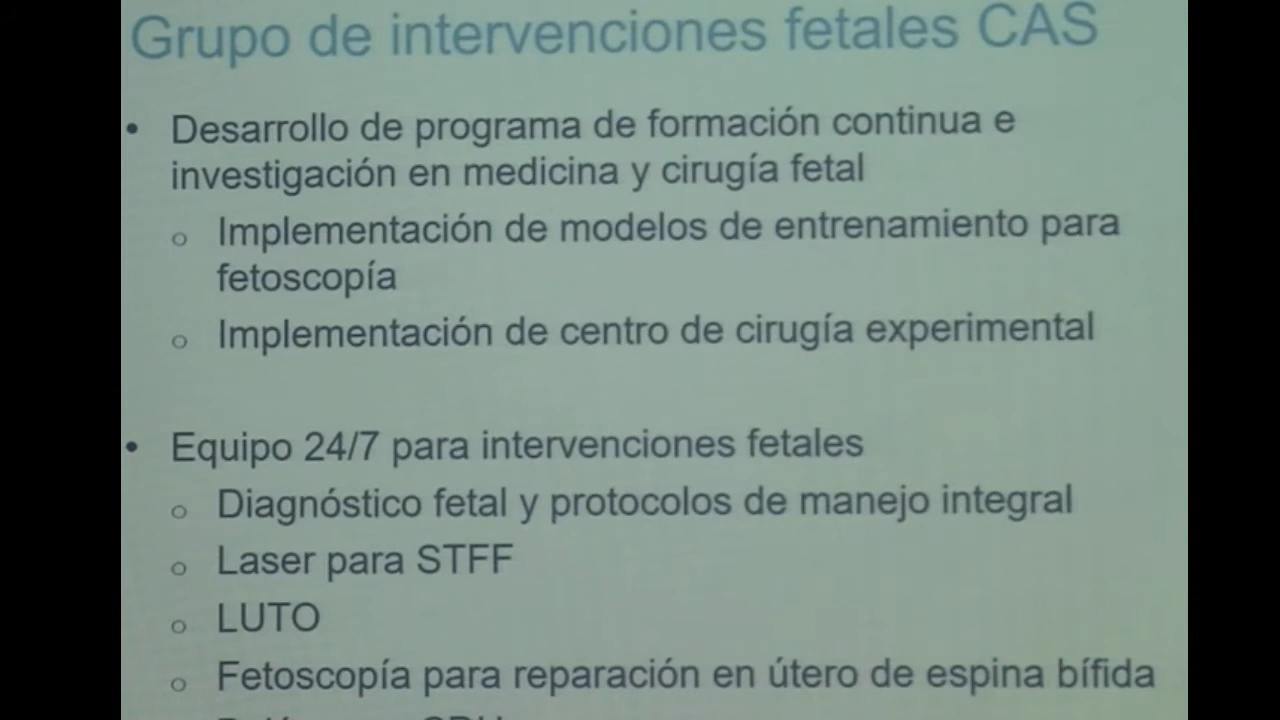 Grupo de intervenciones fetales CAS
• Desarrollo de programa de formación continua e
investigación en medicina y cirugía fetal
o Implementación de modelos de entrenamiento para
fetoscopía
o Implementación de centro de cirugía experimental
• Equipo 24/7 para intervenciones fetales
o Diagnóstico fetal y protocolos de manejo integral
o Laser para STFF
o LUTO
o Fetoscopía para reparación en útero de espina bífida